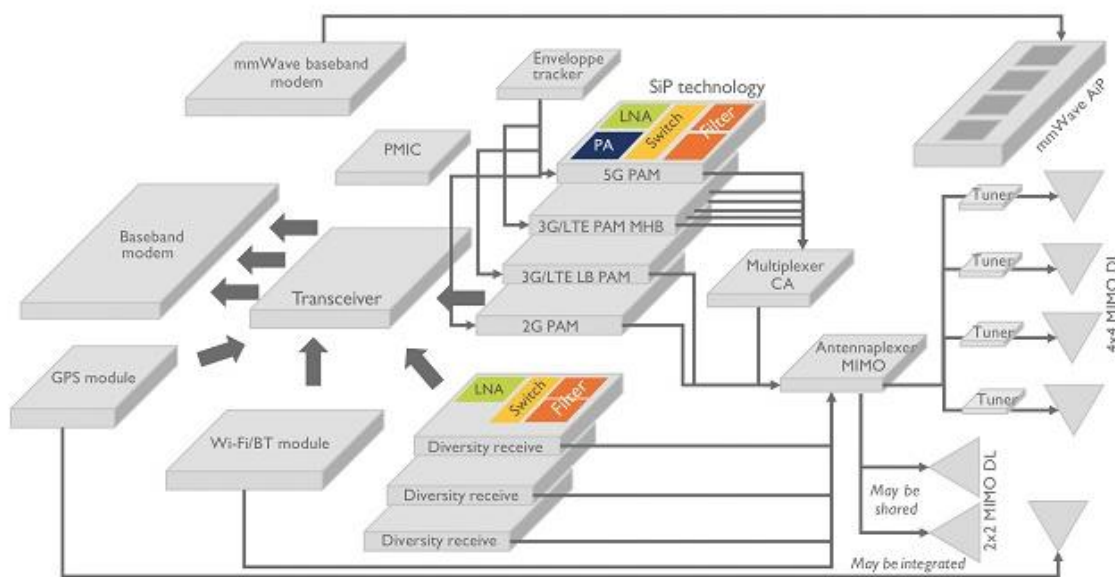 mmWave baseband
modem
Enveloppe
tracker
SiP technology
LNA
PA
Switch
Filter
5G PAM
mmWave AiP
PMIC
3G/LTE PAM MHB
3G/LTE LB PAM
2G PAM
Baseband
modem
Transceiver
Multiplexer
CA
Tuner
Tuner
Tuner
Tuner
4x4 MIMO DL
Antennaplexer
MIMO
GPS module
Wi-Fi/BT module
LNA
Switch
Filter
Diversity receive
Diversity receive
Diversity receive
May be
shared
2x2 MIMO DL
May be integrated